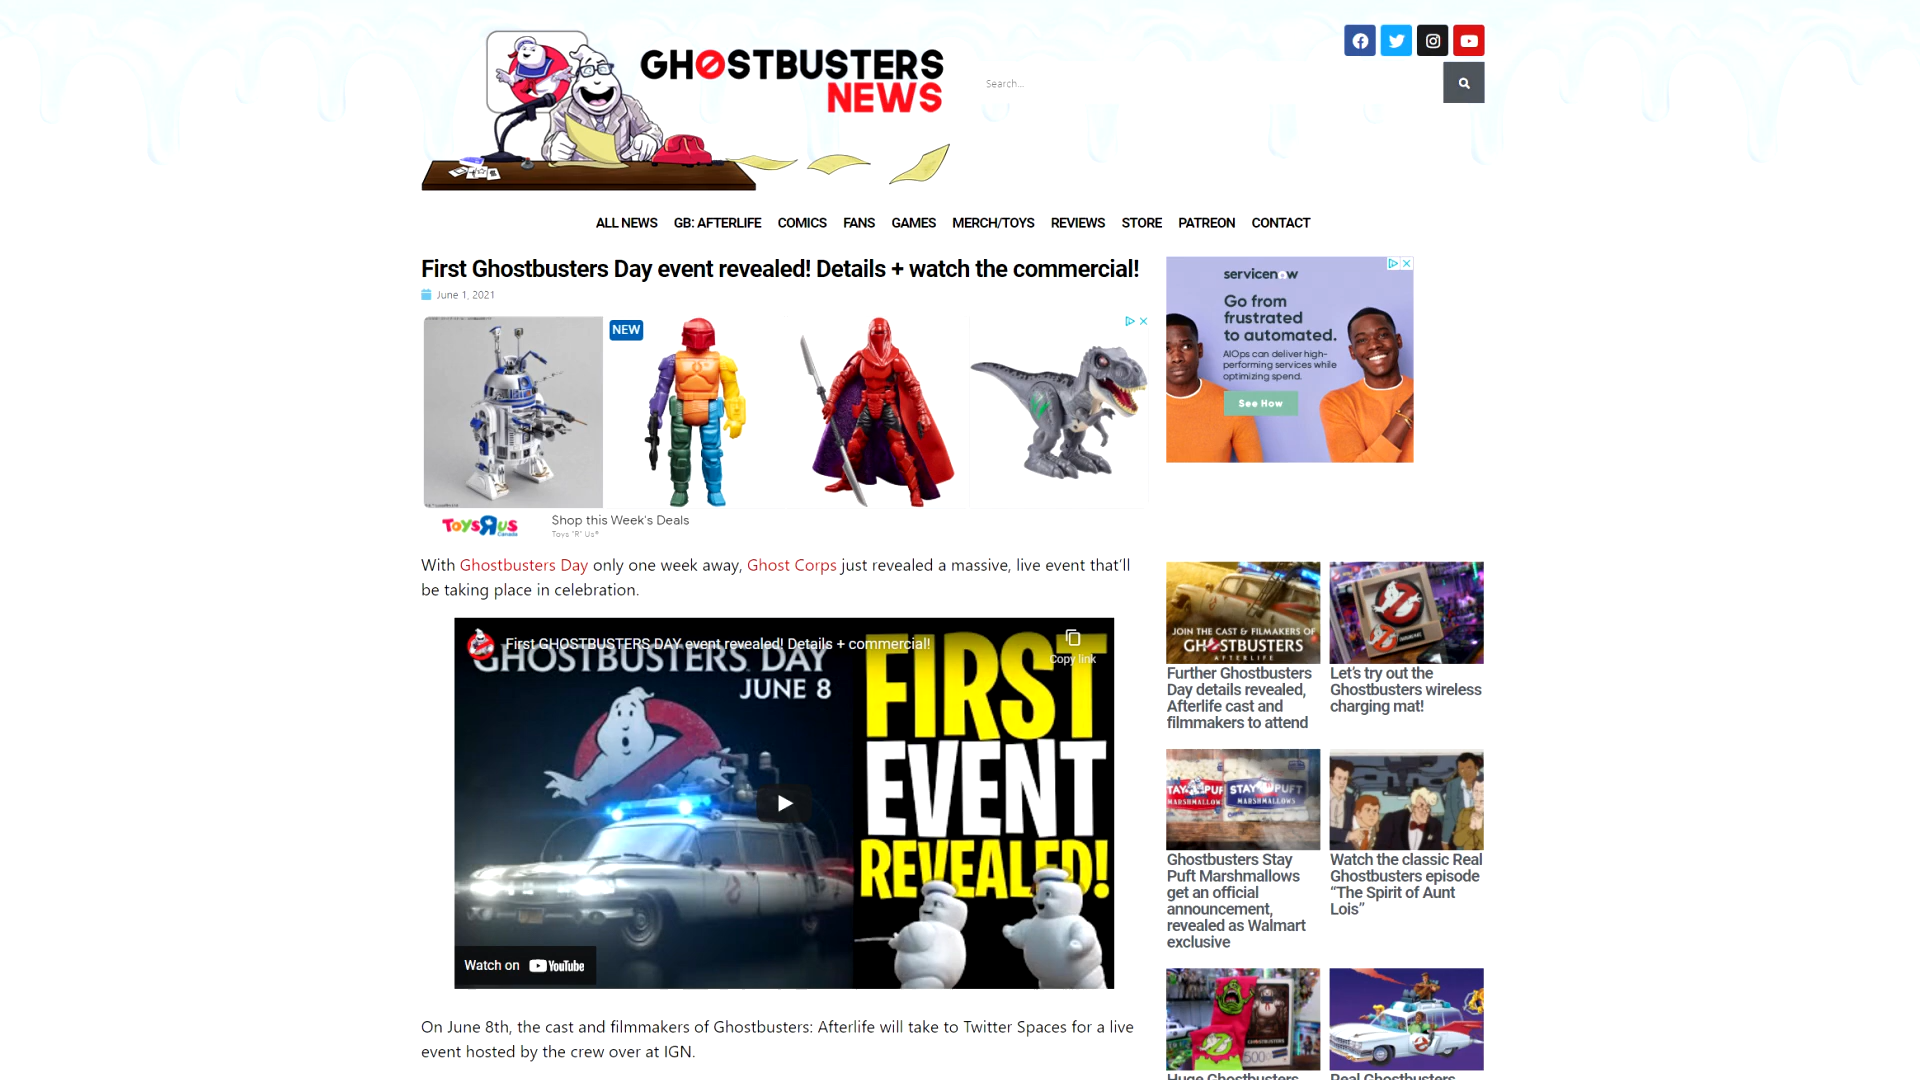 GHOSTBUSTERS
NEWS
Search...
ALL NEWS GB: AFTERLIFE COMICS FANS GAMES MERCH/TOYS REVIEWS STORE PATREON CONTACT
First Ghostbusters Day event revealed! Details + watch the commercial!
June 1, 2021
NEW
ToysRus
Canada
Shop this Week's Deals
Toys "R" Us®
With Ghostbusters Day only one week away, Ghost Corps just revealed a massive, live event that'll
be taking place in celebration.
First GHOSTBUSTERS DAY event revealed! Details + commercial!
Copy link
GHOSTBUSTERS DAY
JUNE 8
FIRST
EVENT
REVEALED!
Watch on YouTube
On June 8th, the cast and filmmakers of Ghostbusters: Afterlife will take to Twitter Spaces for a live
event hosted by the crew over at IGN.
servicenow
Go from
frustrated
to automated.
AIOps can deliver high-
performing services while
optimizing spend.
See How
JOIN THE CAST & FILMMAKERS OF
GHOSTBUSTERS
AFTERLIFE
Further Ghostbusters
Day details revealed,
Afterlife cast and
filmmakers to attend
Let's try out the
Ghostbusters wireless
charging mat!
STAY PUFT
MARSHMALLOWS
STAY PUFT
MARSHMALLOWS
Ghostbusters Stay
Puft Marshmallows
get an official
announcement,
revealed as Walmart
exclusive
Watch the classic Real
Ghostbusters episode
“The Spirit of Aunt
Lois”
GHOSTBUSTERS
500
Huge Ghostbusters
Real Ghostbusters